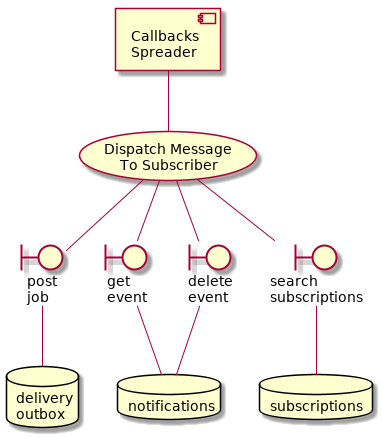 Callbacks
Spreader
Dispatch Message
To Subscriber
post
job
get
event
delete
event
search
subscriptions
delivery
outbox
notifications
subscriptions